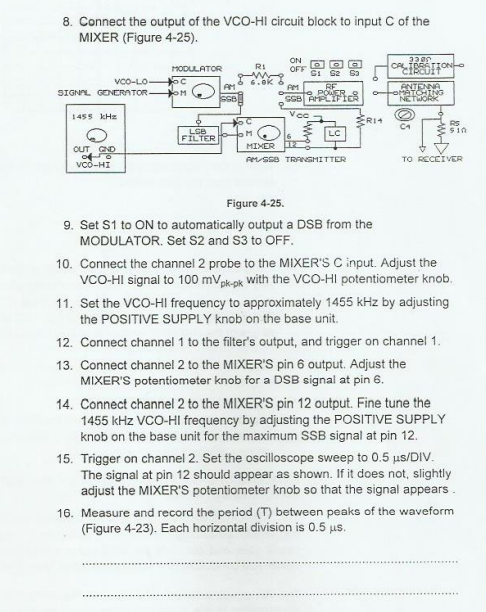 8. Connect the output of the VCO-HI circuit block to input C of the
MIXER (Figure 4-25).
MODULATOR
VCO-LO
C
SIGNAL GENERATOR
M
R1
6.8K
AM
SSB
ON
OFF
S1 S2 S3
AM
SSB
RF
POWER
AMPLIFIER
330Ω
CALIBRATION
CIRCUIT
ANTENNA
MATCHING
NETWORK
1455 kHz
OUT GND
VCO-HI
LSB
FILTER
C
M
MIXER
Vcc
6
12
LC
R14
C4
R5
51Ω
AM/SSB TRANSMITTER
TO RECEIVER
Figure 4-25.
9. Set S1 to ON to automatically output a DSB from the
MODULATOR. Set S2 and S3 to OFF.
10. Connect the channel 2 probe to the MIXER'S C input. Adjust the
VCO-HI signal to 100 mVpk-pk with the VCO-HI potentiometer knob.
11. Set the VCO-HI frequency to approximately 1455 kHz by adjusting
the POSITIVE SUPPLY knob on the base unit.
12. Connect channel 1 to the filter's output, and trigger on channel 1.
13. Connect channel 2 to the MIXER'S pin 6 output. Adjust the
MIXER'S potentiometer knob for a DSB signal at pin 6.
14. Connect channel 2 to the MIXER'S pin 12 output. Fine tune the
1455 kHz VCO-HI frequency by adjusting the POSITIVE SUPPLY
knob on the base unit for the maximum SSB signal at pin 12.
15. Trigger on channel 2. Set the oscilloscope sweep to 0.5 µs/DIV.
The signal at pin 12 should appear as shown. If it does not, slightly
adjust the MIXER'S potentiometer knob so that the signal appears .
16. Measure and record the period (T) between peaks of the waveform
(Figure 4-23). Each horizontal division is 0.5 µs.